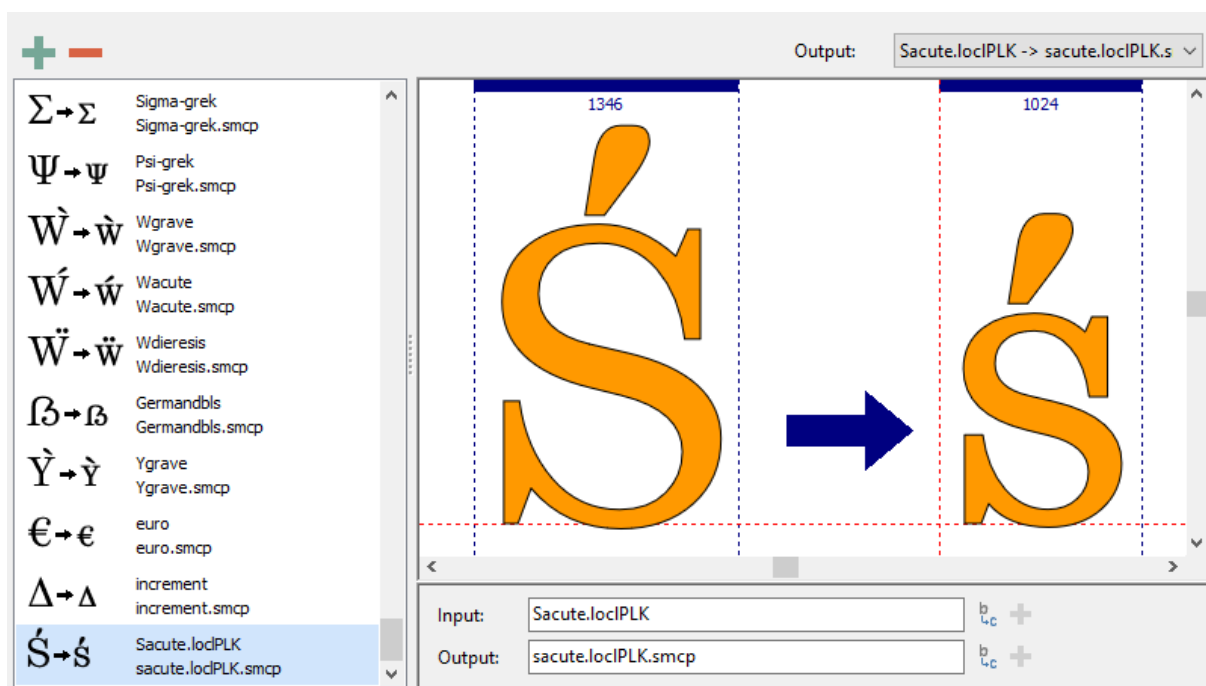 Output:
Sacute.loclPLK -> sacute.loclPLK.s
Σ→Σ
Sigma-grek
Sigma-grek.smcp
Ψ→Ψ
Psi-grek
Psi-grek.smcp
Ẁ→ẁ
Wgrave
Wgrave.smcp
Ẃ→ẃ
Wacute
Wacute.smcp
Ẅ→ẅ
Wdieresis
Wdieresis.smcp
ẞ→ẞ
Germandbls
Germandbls.smcp
Ỳ→Ỳ
Ygrave
Ygrave.smcp
€→€
euro
euro.smcp
Δ→Δ
increment
increment.smcp
Ś→ś
Sacute.loclPLK
sacute.loclPLK.smcp
1346
1024
Ś
ś
Input:
Sacute.loclPLK
b c
Output:
sacute.loclPLK.smcp
b c